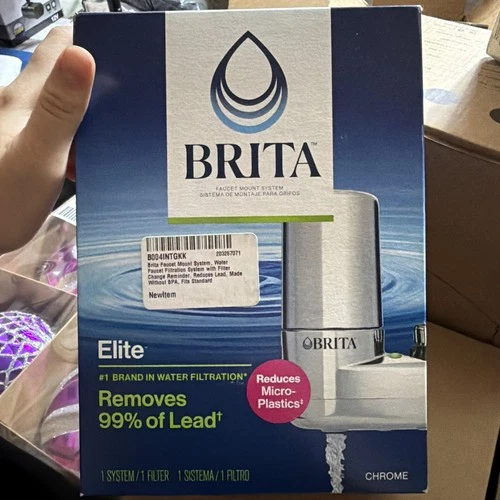 BRITA™
FAUCET MOUNT SYSTEM
SISTEMA DE MONTAJE PARA GRIFOS
B004INTGKK 203257071
Brita Faucet Mount System, Water
Faucet Filtration System with Filter
Change Reminder, Reduces Lead, Made
Without BPA, Fits Standard
NewItem
BRITA
Elite™
#1 BRAND IN WATER FILTRATION*
Reduces
Micro-
Plastics‡
Removes
99% of Lead†
1 SYSTEM / 1 FILTER 1 SISTEMA / 1 FILTRO
CHROME